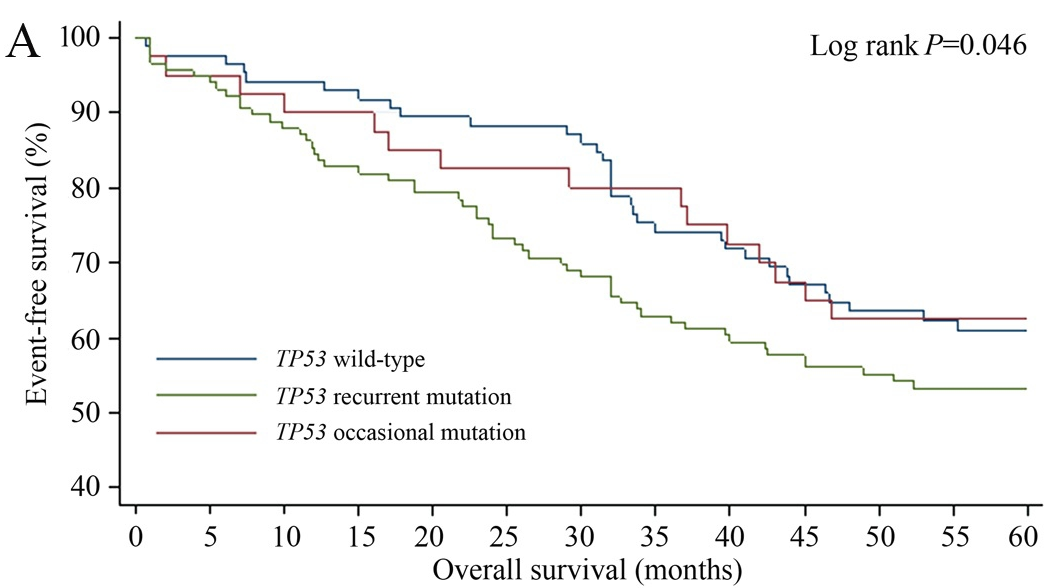 A
Log rank P=0.046
Event-free survival (%)
100
90
80
70
60
50
40
TP53 wild-type
TP53 recurrent mutation
TP53 occasional mutation
0 5 10 15 20 25 30 35 40 45 50 55 60
Overall survival (months)